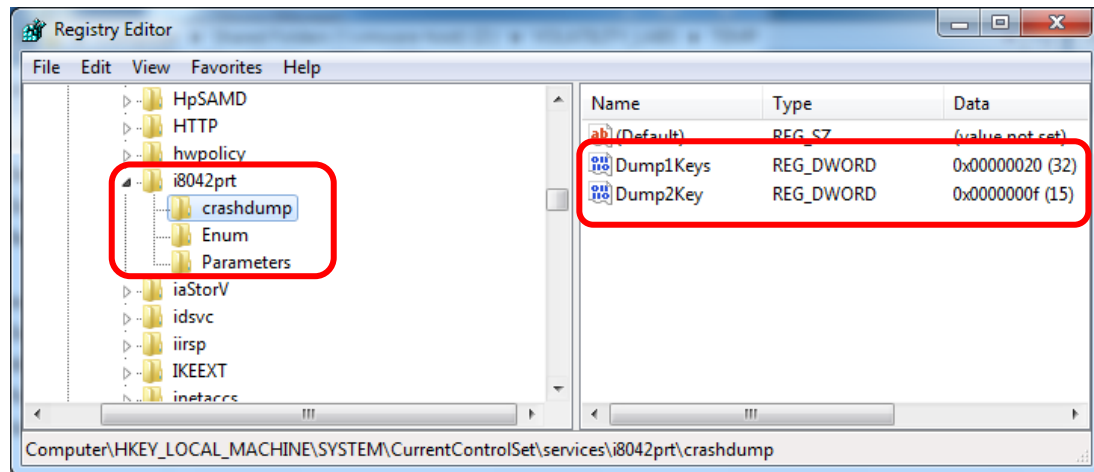 Registry Editor
File Edit View Favorites Help
HpSAMD
HTTP
hwpolicy
i8042prt
crashdump
Enum
Parameters
iaStorV
idsvc
iirsp
IKEEXT
inetaccs
Name Type Data
(Default) REG_SZ (value not set)
Dump1Keys REG_DWORD 0x00000020 (32)
Dump2Key REG_DWORD 0x0000000f (15)
Computer\HKEY_LOCAL_MACHINE\SYSTEM\CurrentControlSet\services\i8042prt\crashdump